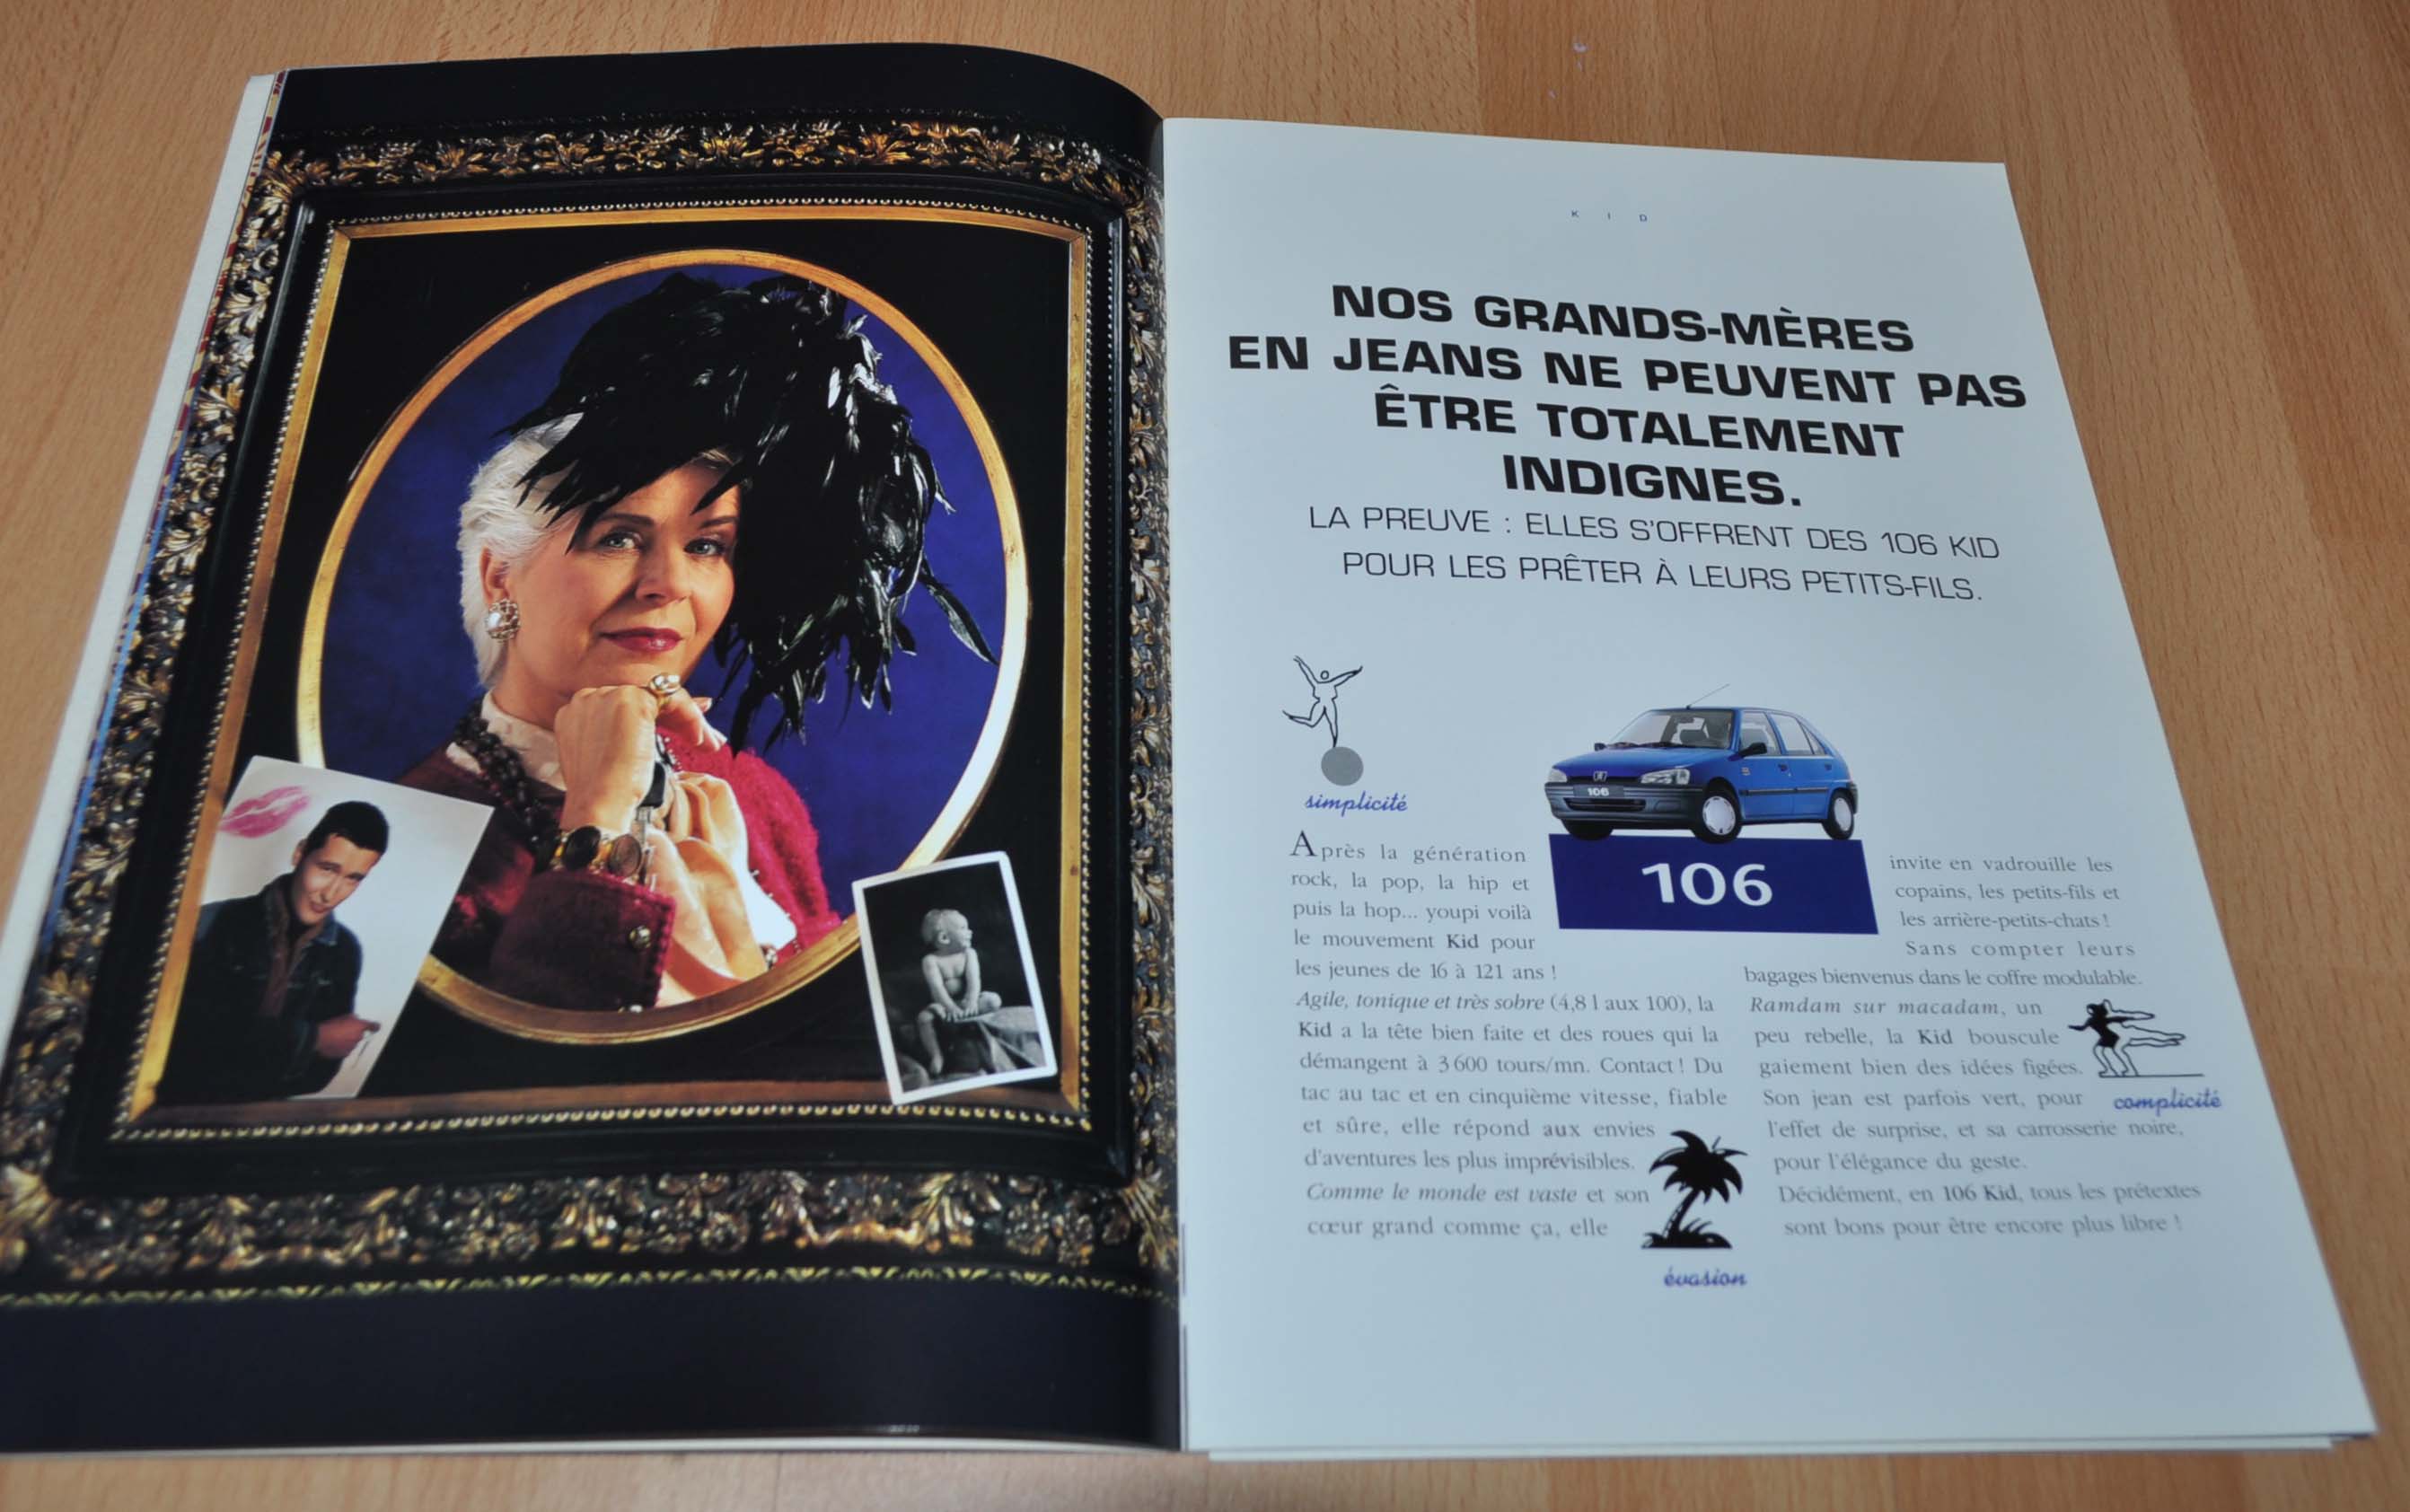 K I D
NOS GRANDS-MÈRES
EN JEANS NE PEUVENT PAS
ÊTRE TOTALEMENT
INDIGNES.
LA PREUVE : ELLES S'OFFRENT DES 106 KID
POUR LES PRÊTER À LEURS PETITS-FILS.
simplicité
106
106
Après la génération
rock, la pop, la hip et
puis la hop... youpi voilà
le mouvement Kid pour
les jeunes de 16 à 121 ans !
Agile, tonique et très sobre (4,8 l aux 100), la
Kid a la tête bien faite et des roues qui la
démangent à 3 600 tours/mn. Contact ! Du
tac au tac et en cinquième vitesse, fiable
et sûre, elle répond aux envies
d'aventures les plus imprévisibles.
Comme le monde est vaste et son
cœur grand comme ça, elle
évasion
invite en vadrouille les
copains, les petits-fils et
les arrière-petits-chats !
Sans compter leurs
bagages bienvenus dans le coffre modulable.
Ramdam sur macadam, un
peu rebelle, la Kid bouscule
gaiement bien des idées figées.
Son jean est parfois vert, pour
l'effet de surprise, et sa carrosserie noire,
pour l'élégance du geste.
Décidément, en 106 Kid, tous les prétextes
sont bons pour être encore plus libre !
complicité